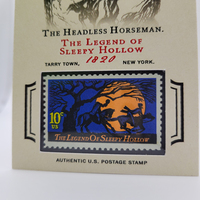 THE HEADLESS HORSEMAN.
THE LEGEND OF
SLEEPY HOLLOW
1820
TARRY TOWN, NEW YORK.
10¢
US
THE LEGEND OF SLEEPY HOLLOW
AUTHENTIC U.S. POSTAGE STAMP